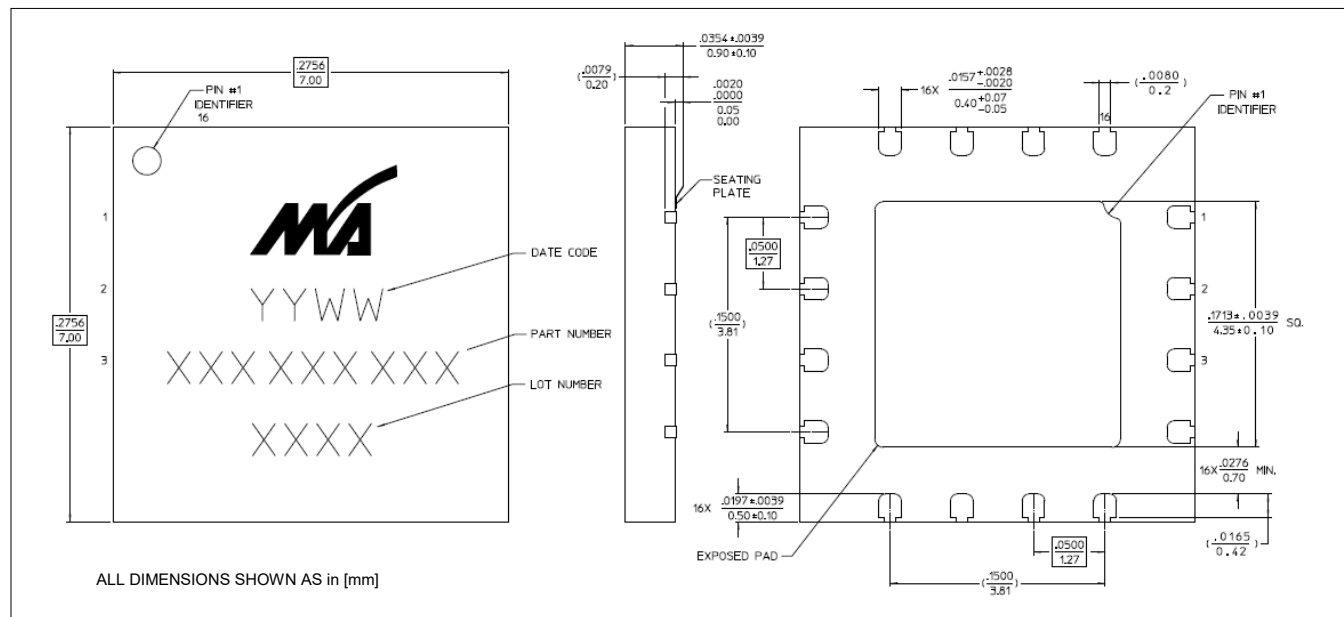 .2756
7.00
PIN #1
IDENTIFIER
16
1
2
3
.2756
7.00
MA
YYWW
XXX XXX XXX
XXXX
DATE CODE
PART NUMBER
LOT NUMBER
ALL DIMENSIONS SHOWN AS in [mm]
.0354±.0039
0.90±0.10
(.0079
0.20)
.0020
.0000
0.05
0.00
SEATING
PLATE
.0500
1.27
(.1500
3.81)
16X .0157+.0028
-.0020
0.40+0.07
-0.05
(.0080
0.2)
PIN #1
IDENTIFIER
16
1
2
3
.1713±.0039
4.35±0.10 SQ.
16X .0276
0.70 MIN.
16X .0197±.0039
0.50±0.10
(.0165
0.42)
EXPOSED PAD
.0500
1.27
(.1500
3.81)